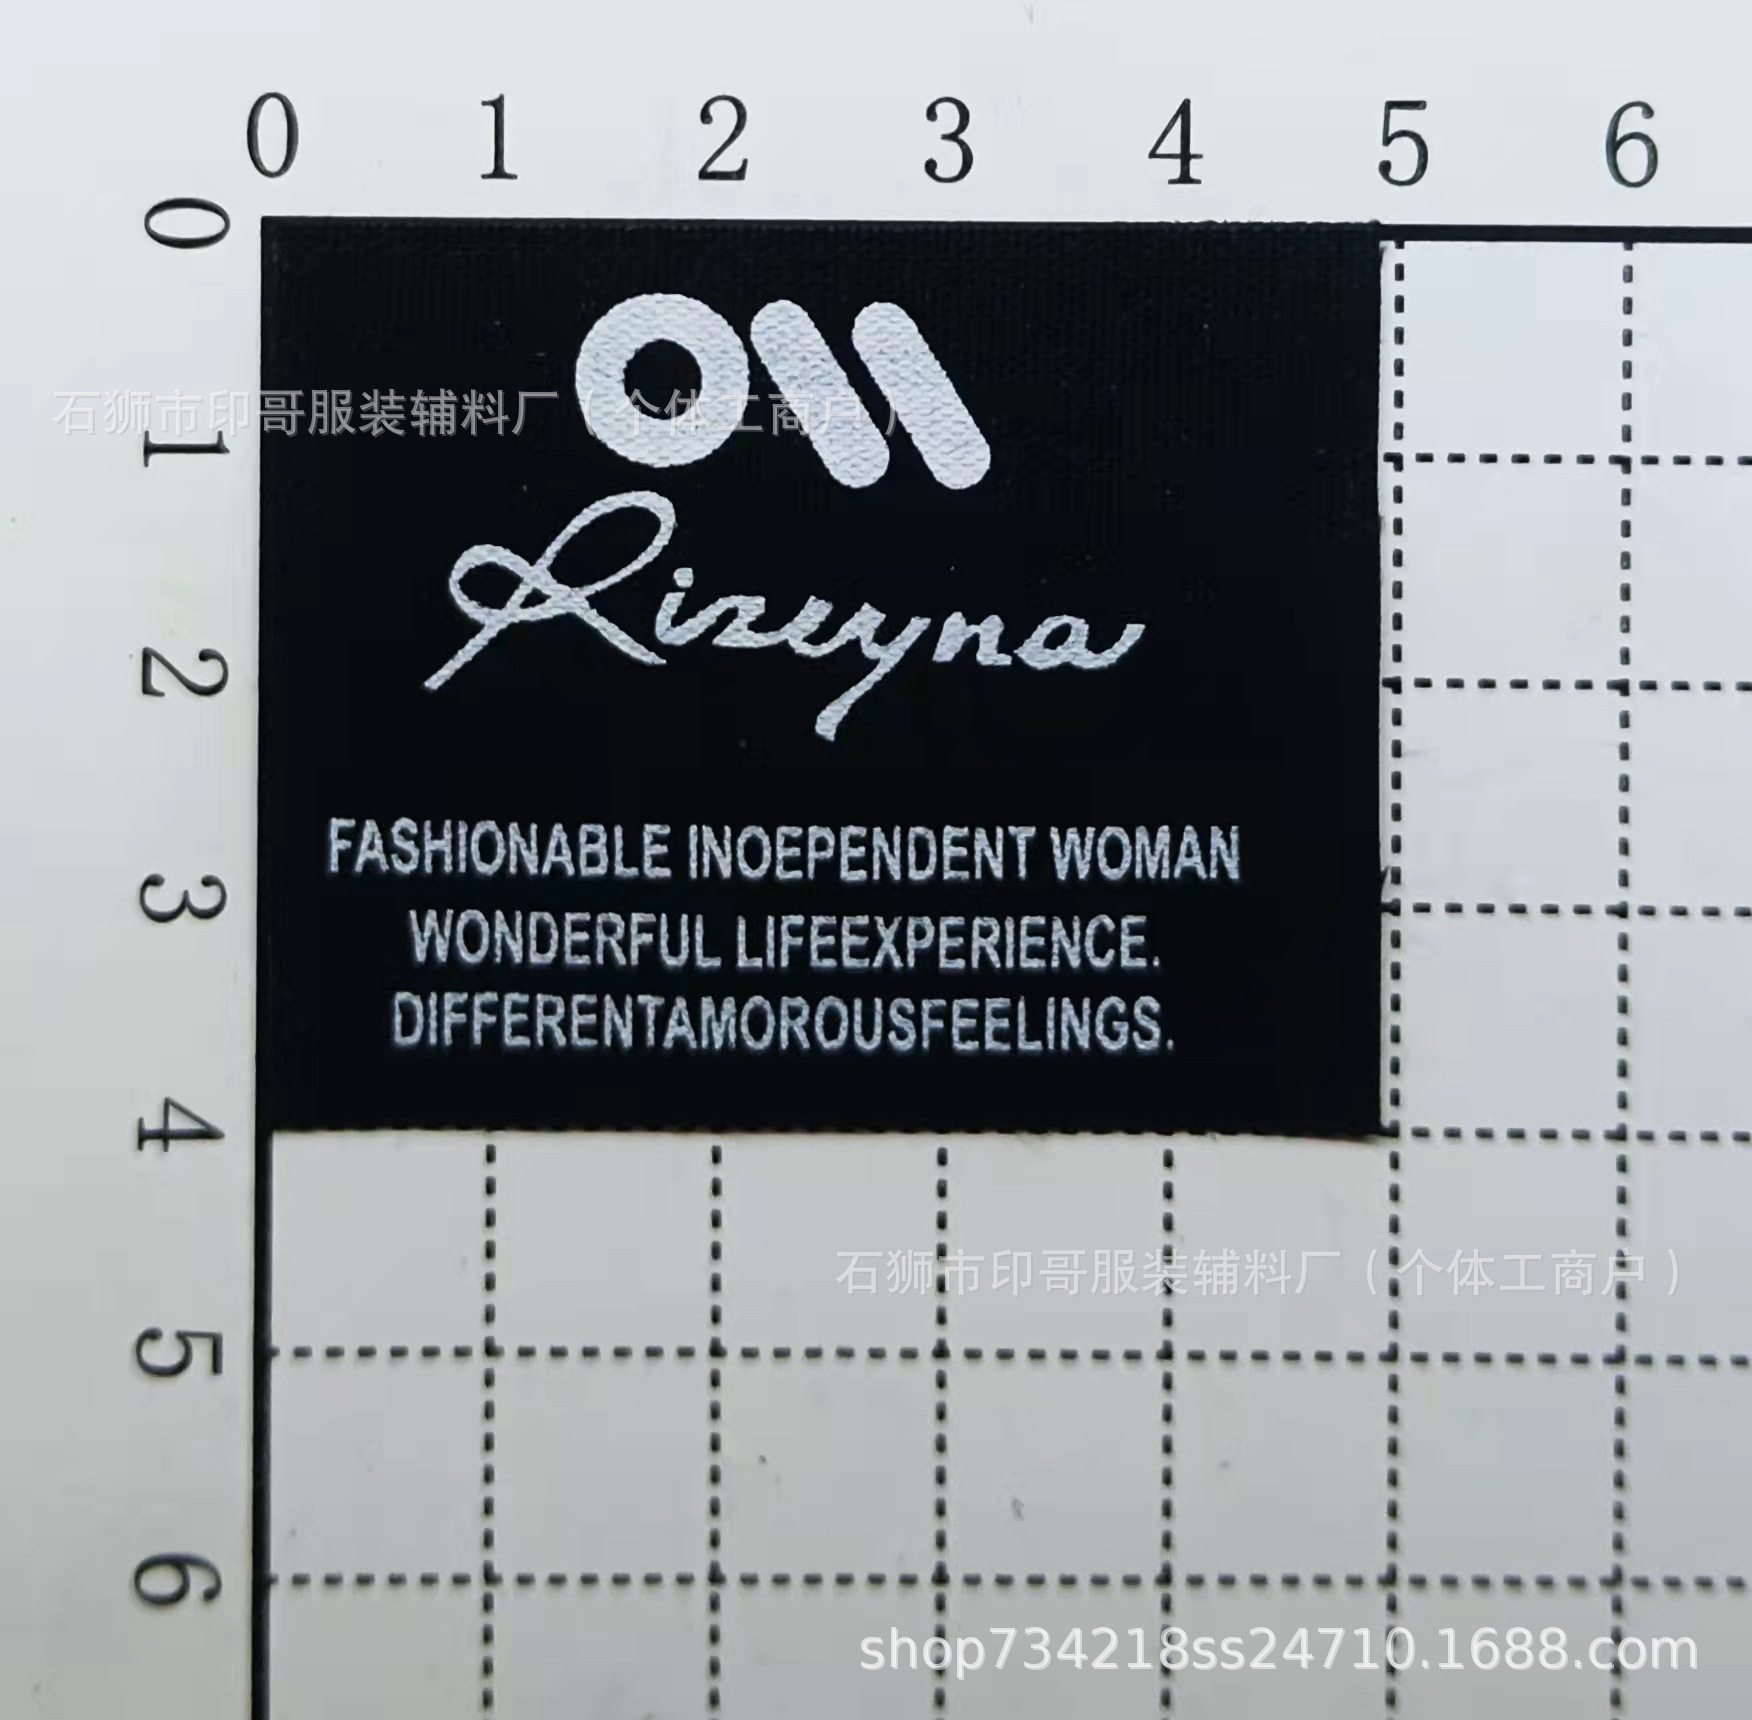 0 1 2 3 4 5 6
0
1
2
3
4
5
6
石狮市印哥服装辅料厂(个体工商户)
Rizuyna
FASHIONABLE INOEPENDENT WOMAN
WONDERFUL LIFEEXPERIENCE.
DIFFERENTAMOROUSFEELINGS.
石狮市印哥服装辅料厂(个体工商户)
shop734218ss24710.1688.com